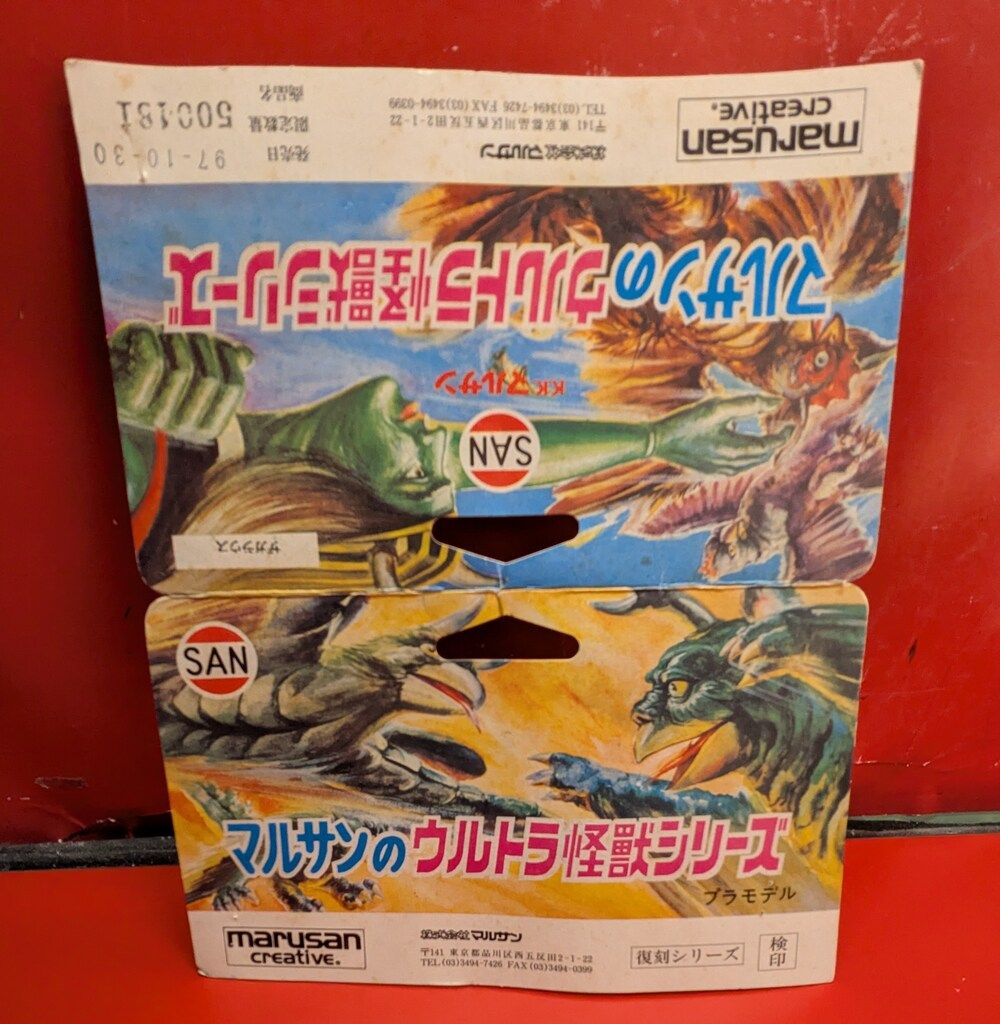 SAN
KKマルサン
マルサンのウルトラ怪獣シリーズ
marusan
creative.
株式会社マルサン
〒141 東京都品川区西五反田2-1-22
TEL (03)3494-7426 FAX (03)3494-0399
発売日 97-10-30
限定数量 500181
商品名
SAN
マルサンのウルトラ怪獣シリーズ
プラモデル
marusan
creative.
株式会社マルサン
〒141 東京都品川区西五反田2-1-22
TEL (03)3494-7426 FAX (03)3494-0399
復刻シリーズ
検印